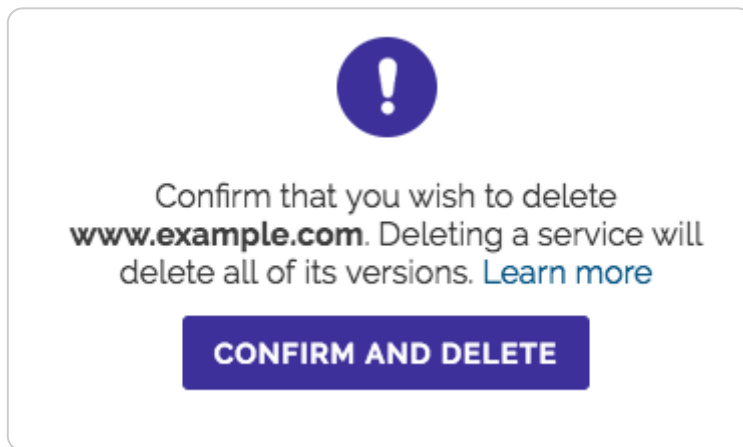 Confirm that you wish to delete
www.example.com. Deleting a service will
delete all of its versions. Learn more
CONFIRM AND DELETE